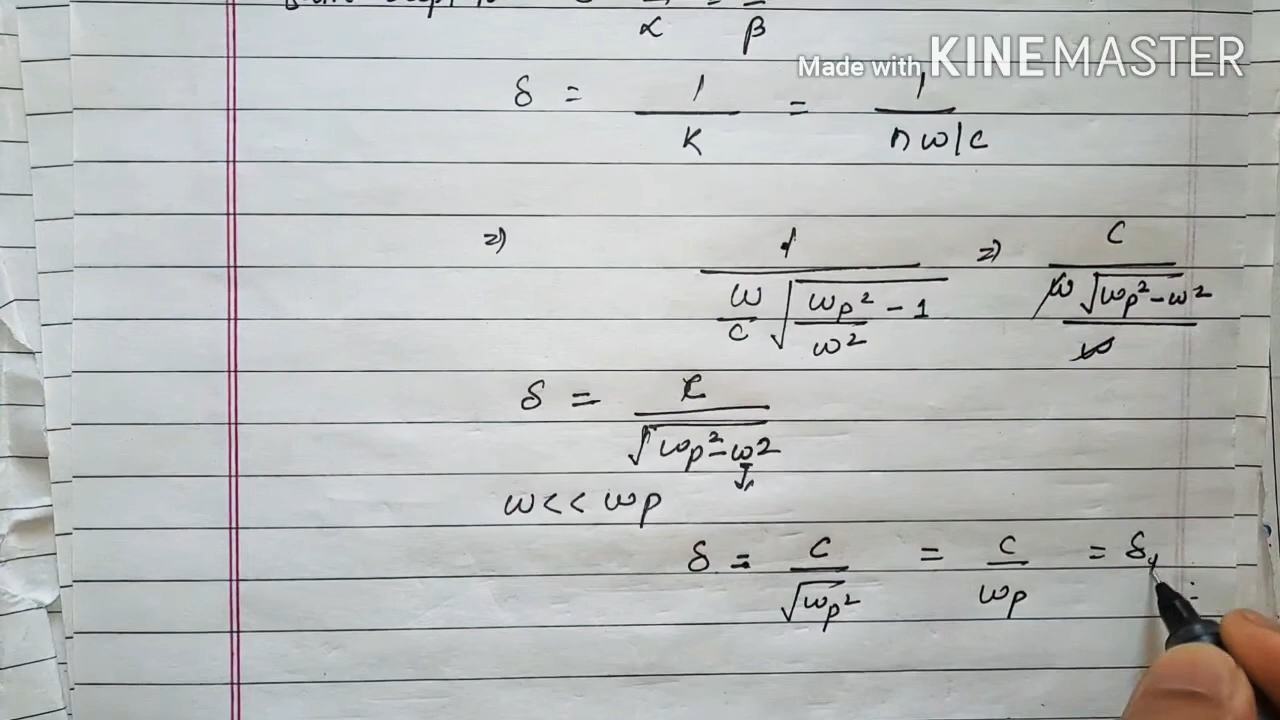 α β
Made with KINEMASTER
δ = 1/K = 1/nω/c
⇒ 1/(ω/c √(ωp²/ω² - 1)) ⇒ c/(ω √(ωp²-ω²)/ω)
δ = c/√(ωp²-ω²)
ω<< ωp
δ = c/√ωp² = c/ωp = δ